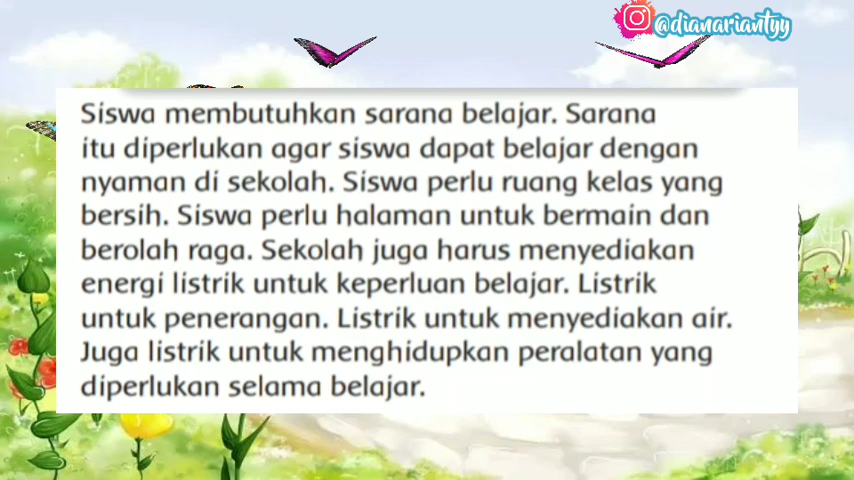 @dianariantyy
Siswa membutuhkan sarana belajar. Sarana
itu diperlukan agar siswa dapat belajar dengan
nyaman di sekolah. Siswa perlu ruang kelas yang
bersih. Siswa perlu halaman untuk bermain dan
berolah raga. Sekolah juga harus menyediakan
energi listrik untuk keperluan belajar. Listrik
untuk penerangan. Listrik untuk menyediakan air.
Juga listrik untuk menghidupkan peralatan yang
diperlukan selama belajar.